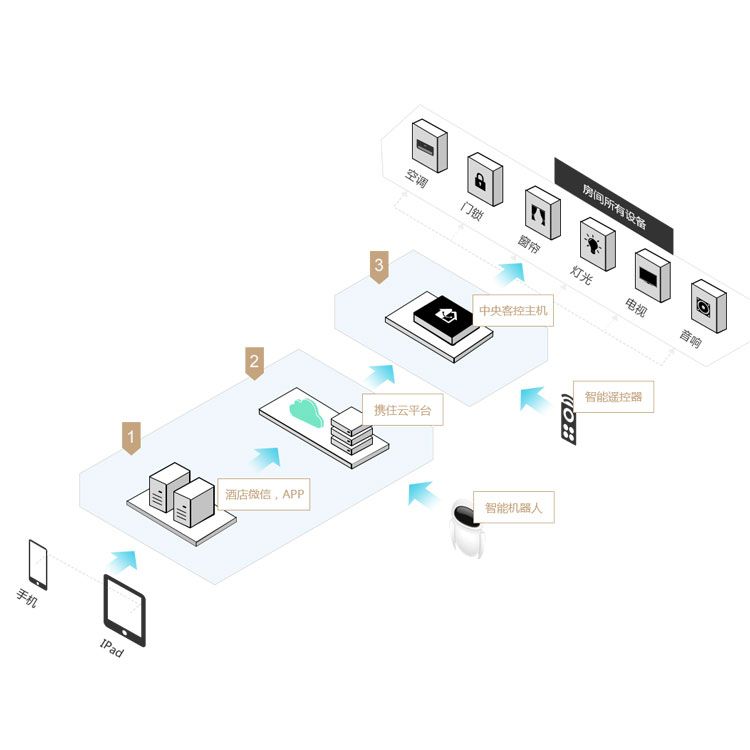 空调
门锁
窗帘
灯光
电视
音响
房间所有设备
3
中央客控主机
2
携住云平台
智能遥控器
1
酒店微信，APP
智能机器人
手机
IPad